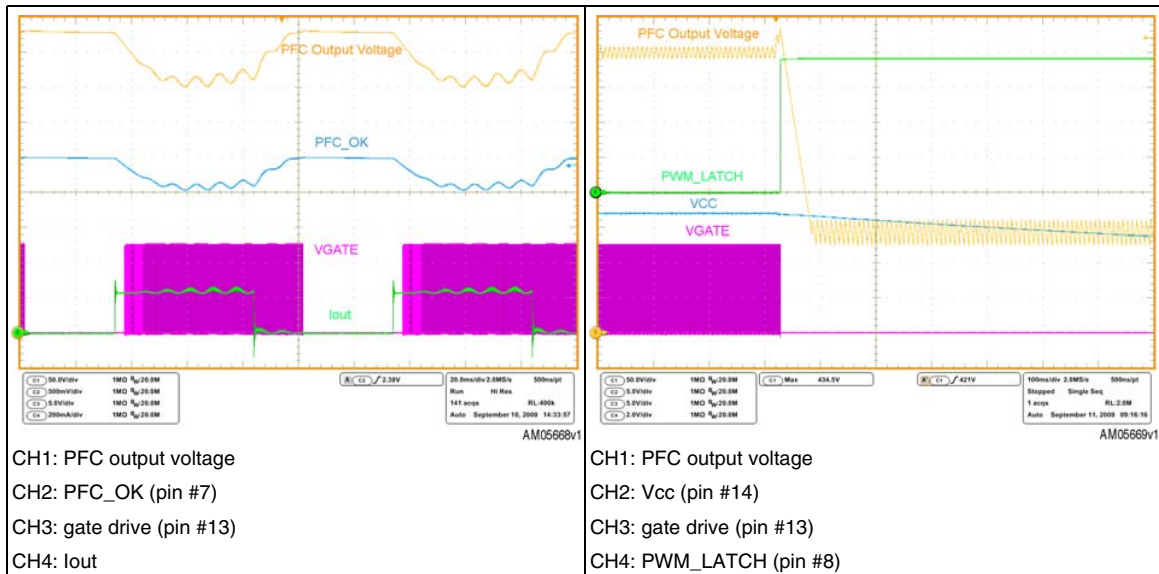 PFC Output Voltage
PFC_OK
VGATE
Iout
C1 50.0V/div 1MΩ BW:20.0M
C2 500mV/div 1MΩ BW:20.0M
C3 5.0V/div 1MΩ BW:20.0M
C4 200mA/div 1MΩ BW:20.0M
A C2 2.38V
20.0ms/div 2.0MS/s 500ns/pt
Run Hi Res
141 acqs RL:400k
Auto September 10, 2009 14:33:57
AM05668v1
CH1: PFC output voltage
CH2: PFC_OK (pin #7)
CH3: gate drive (pin #13)
CH4: Iout
PFC Output Voltage
PWM_LATCH
VCC
VGATE
C1 50.0V/div 1MΩ BW:20.0M
C2 5.0V/div 1MΩ BW:20.0M
C3 5.0V/div 1MΩ BW:20.0M
C4 2.0V/div 1MΩ BW:20.0M
C1 Max 434.5V
A' C1 421V
100ms/div 2.0MS/s 500ns/pt
Stopped Single Seq
1 acqs RL:2.0M
Auto September 11, 2009 09:16:16
AM05669v1
CH1: PFC output voltage
CH2: Vcc (pin #14)
CH3: gate drive (pin #13)
CH4: PWM_LATCH (pin #8)